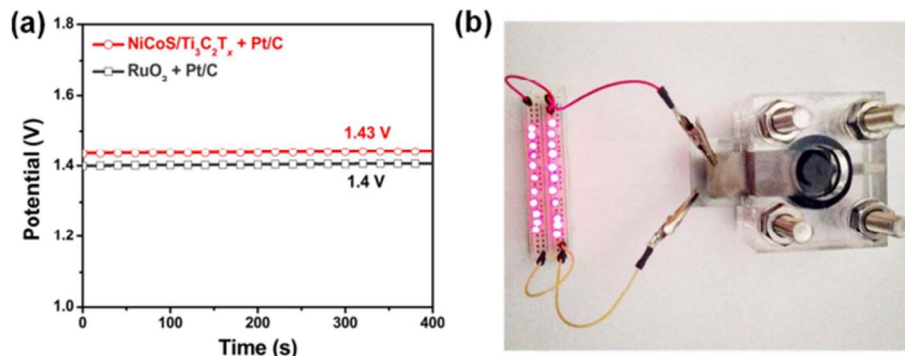 (a)
1.8
NiCoS/Ti₃C₂Tₓ + Pt/C
RuO₂ + Pt/C
1.6
1.43 V
1.4
1.4 V
1.2
1.0
0 100 200 300 400
Potential (V)
Time (s)
(b)